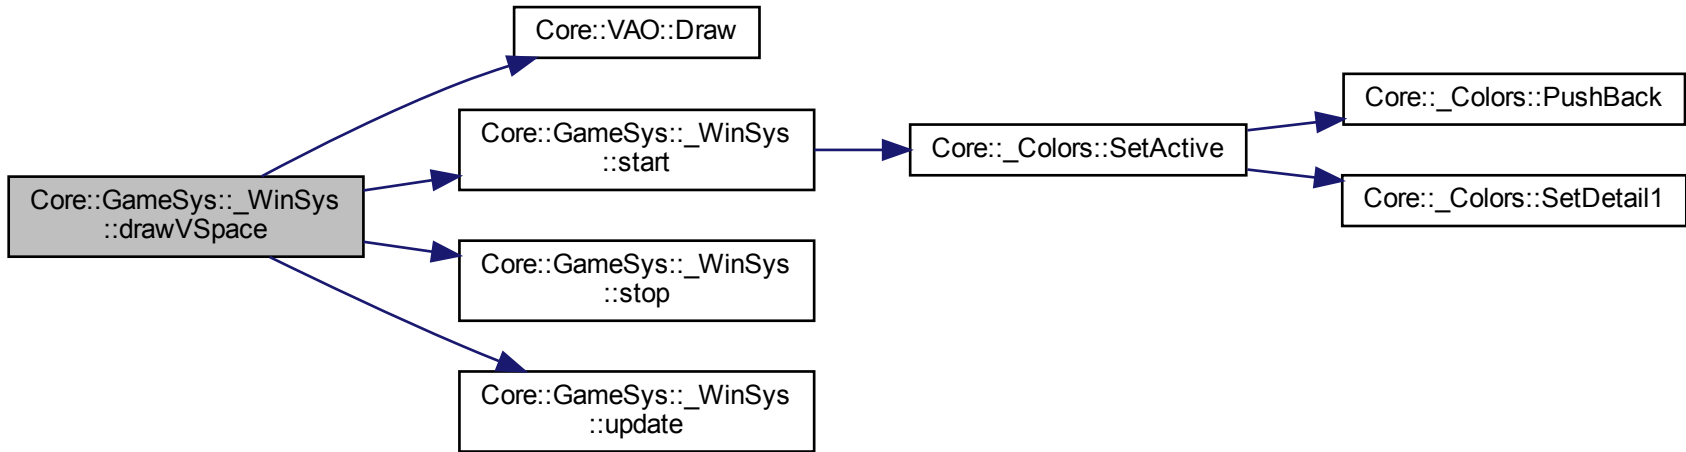 Core::VAO::Draw
Core::GameSys::_WinSys
::start
Core::_Colors::SetActive
Core::_Colors::PushBack
Core::_Colors::SetDetail1
Core::GameSys::_WinSys
::drawVSpace
Core::GameSys::_WinSys
::stop
Core::GameSys::_WinSys
::update